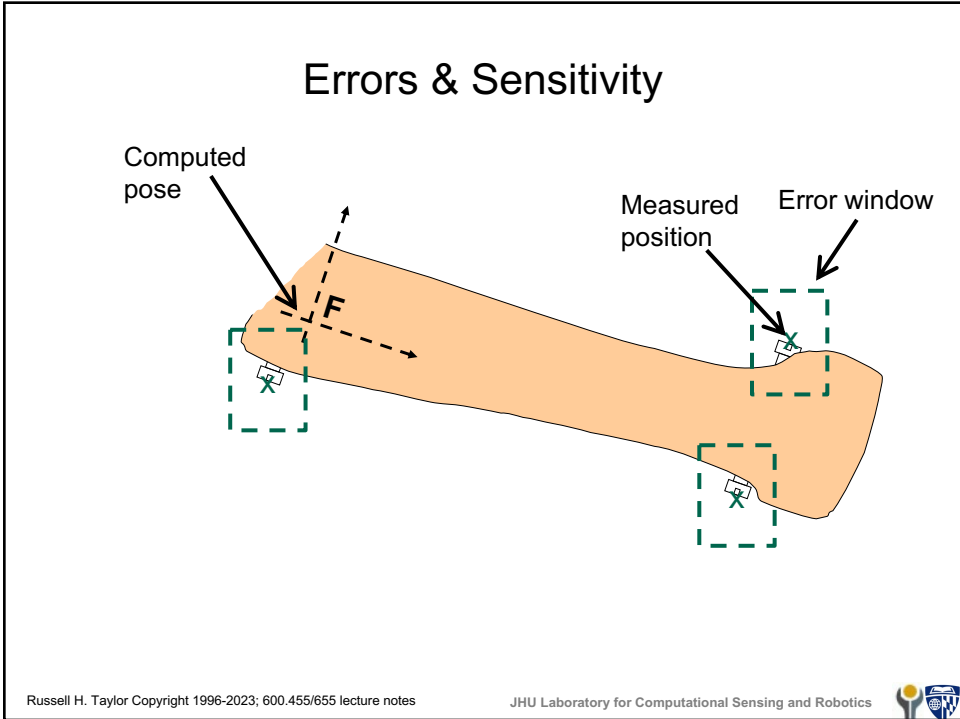 Errors & Sensitivity
Computed
pose
Measured
position
Error window
F
x
x
x
Russell H. Taylor Copyright 1996-2023; 600.455/655 lecture notes
JHU Laboratory for Computational Sensing and Robotics